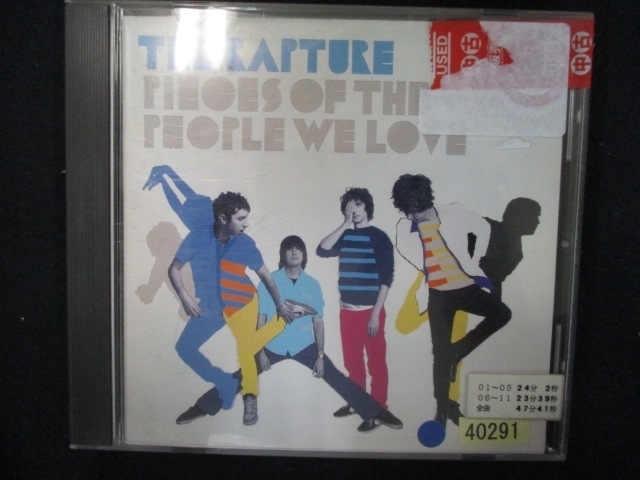 THE RAPTURE
PIECES OF THE
PEOPLE WE LOVE
USED
中古
中古
01〜05 24分 2秒
06〜11 23分39秒
全曲 47分41秒
40291